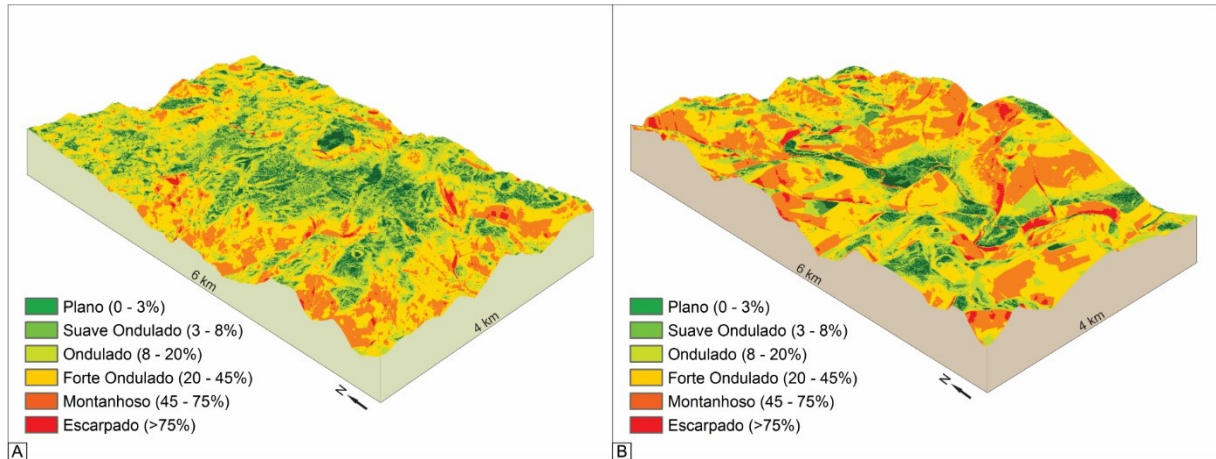 6 km
4 km
Plano (0 - 3%)
Suave Ondulado (3 - 8%)
Ondulado (8 - 20%)
Forte Ondulado (20 - 45%)
Montanhoso (45 - 75%)
Escarpado (>75%)
N
A
6 km
4 km
Plano (0 - 3%)
Suave Ondulado (3 - 8%)
Ondulado (8 - 20%)
Forte Ondulado (20 - 45%)
Montanhoso (45 - 75%)
Escarpado (>75%)
N
B